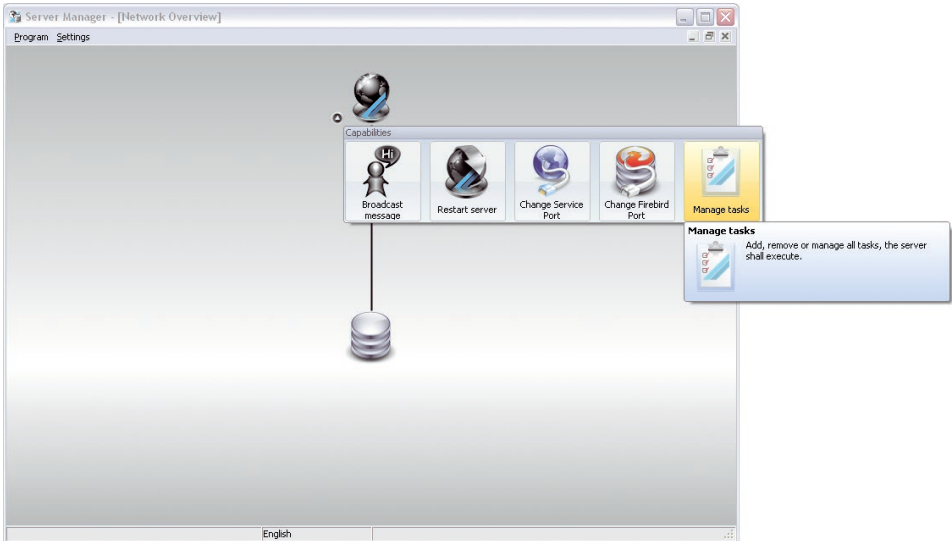 Server Manager - [Network Overview]
Program Settings
Capabilities
Hi
Broadcast
message
Restart server
Change Service
Port
Change Firebird
Port
Manage tasks
Manage tasks
Add, remove or manage all tasks, the server
shall execute.
English